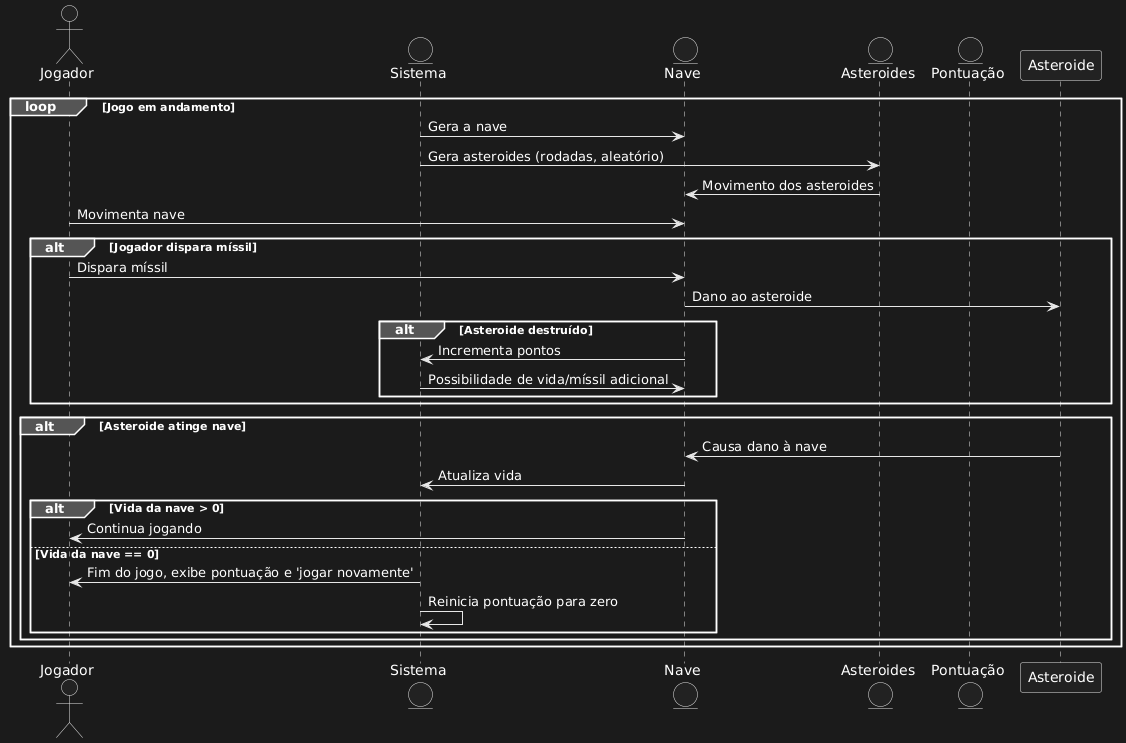 Jogador
Sistema
Nave
Asteroides
Pontuação
Asteroide
loop [Jogo em andamento]
Gera a nave
Gera asteroides (rodadas, aleatório)
Movimento dos asteroides
Movimenta nave
alt [Jogador dispara míssil]
Dispara míssil
Dano ao asteroide
alt [Asteroide destruído]
Incrementa pontos
Possibilidade de vida/míssil adicional
alt [Asteroide atinge nave]
Causa dano à nave
Atualiza vida
alt [Vida da nave > 0]
Continua jogando
[Vida da nave == 0]
Fim do jogo, exibe pontuação e 'jogar novamente'
Reinicia pontuação para zero
Jogador
Sistema
Nave
Asteroides
Pontuação
Asteroide